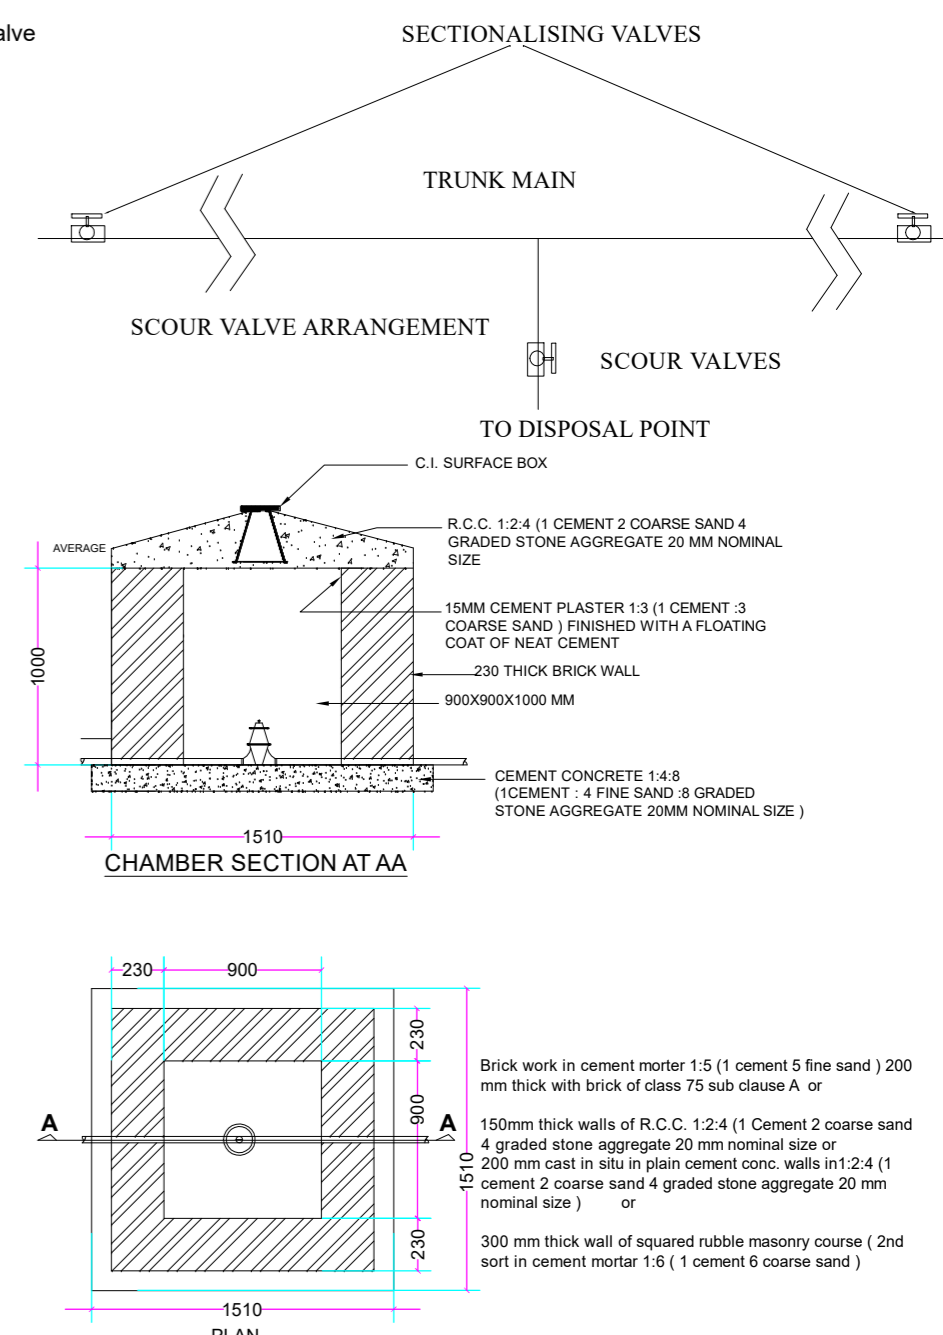 alve
SECTIONALISING VALVES
TRUNK MAIN
SCOUR VALVE ARRANGEMENT
SCOUR VALVES
TO DISPOSAL POINT
C.I. SURFACE BOX
R.C.C. 1:2:4 (1 CEMENT 2 COARSE SAND 4
GRADED STONE AGGREGATE 20 MM NOMINAL
SIZE
AVERAGE
15MM CEMENT PLASTER 1:3 (1 CEMENT :3
COARSE SAND ) FINISHED WITH A FLOATING
COAT OF NEAT CEMENT
1000
230 THICK BRICK WALL
900X900X1000 MM
CEMENT CONCRETE 1:4:8
(1CEMENT : 4 FINE SAND :8 GRADED
STONE AGGREGATE 20MM NOMINAL SIZE )
1510
CHAMBER SECTION AT AA
230
900
230
900
230
1510
A
A
Brick work in cement morter 1:5 (1 cement 5 fine sand ) 200
mm thick with brick of class 75 sub clause A or
150mm thick walls of R.C.C. 1:2:4 (1 Cement 2 coarse sand
4 graded stone aggregate 20 mm nominal size or
200 mm cast in situ in plain cement conc. walls in1:2:4 (1
cement 2 coarse sand 4 graded stone aggregate 20 mm
nominal size ) or
300 mm thick wall of squared rubble masonry course ( 2nd
sort in cement mortar 1:6 ( 1 cement 6 coarse sand )
1510
PLAN